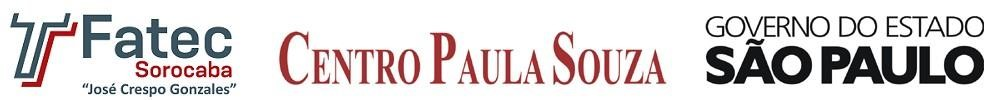 Fatec
Sorocaba
“José Crespo Gonzales”
CENTRO PAULA SOUZA
GOVERNO DO ESTADO
SÃO PAULO